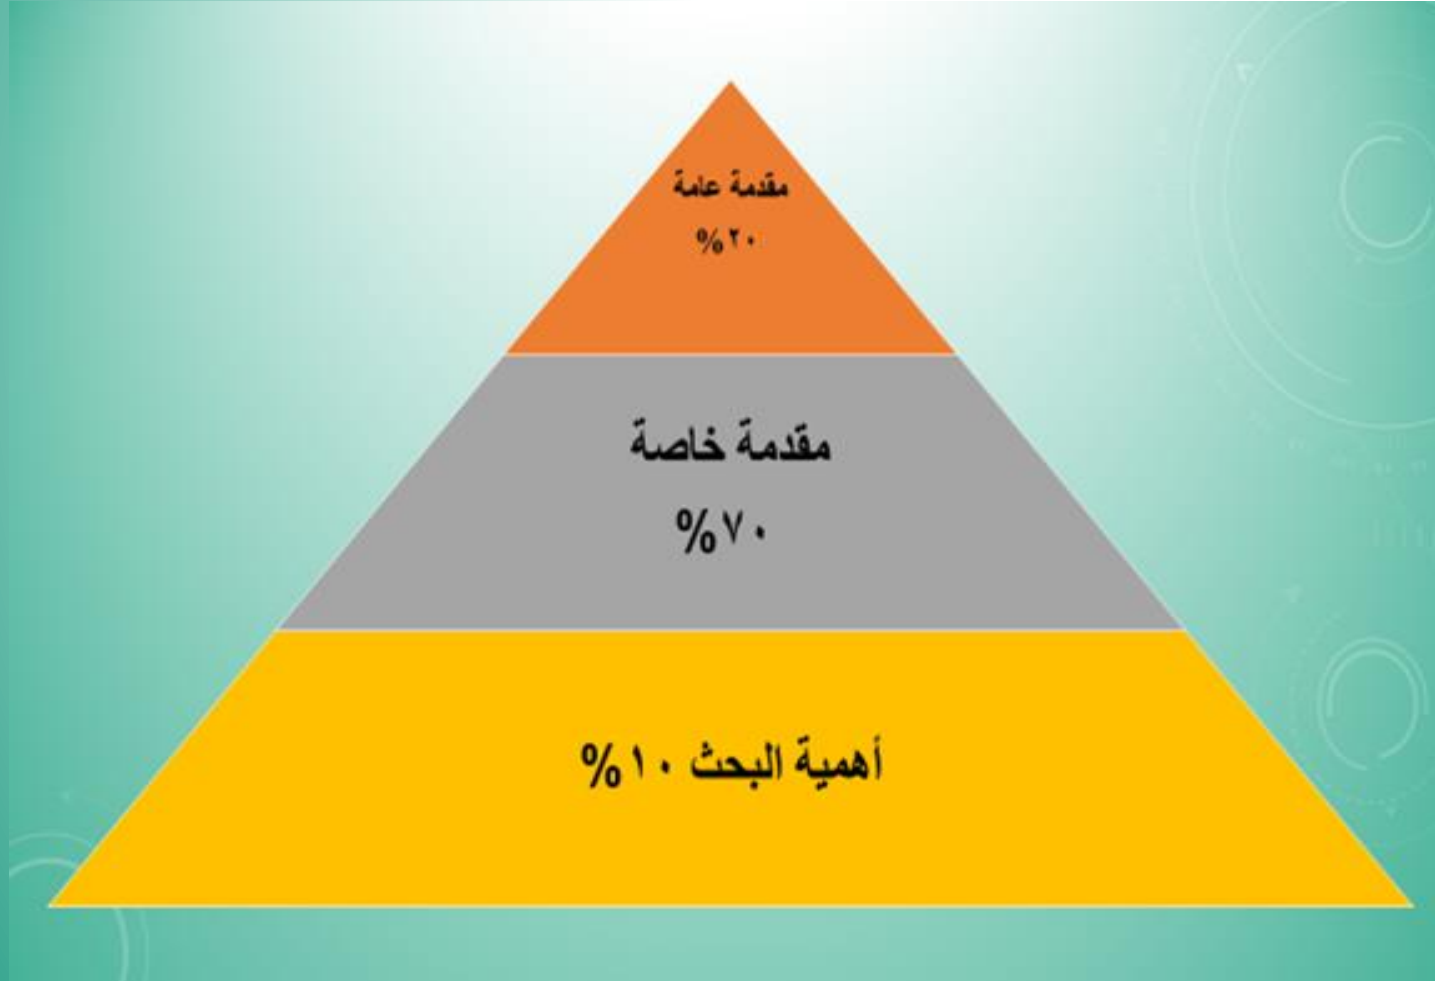 مقدمة عامة
٢٠%
مقدمة خاصة
٧٠%
أهمية البحث ١٠%